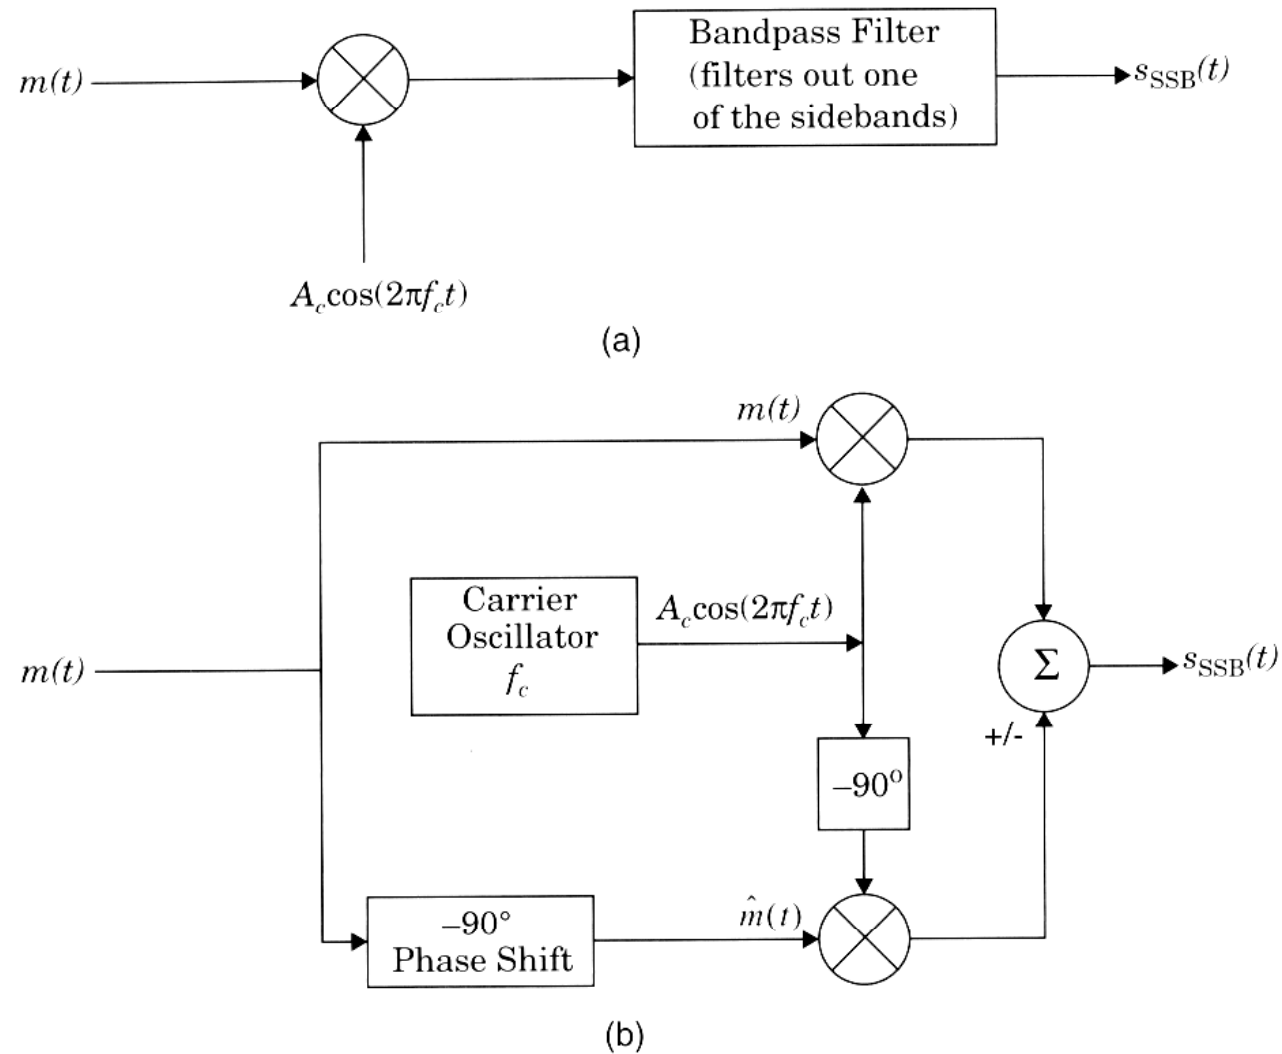 m(t)
Bandpass Filter
(filters out one
of the sidebands)
s_SSB(t)
A_c cos(2πf_c t)
(a)
m(t)
Carrier
Oscillator
f_c
A_c cos(2πf_c t)
Σ
s_SSB(t)
m(t)
+/-
–90°
–90°
Phase Shift
m̂(t)
(b)